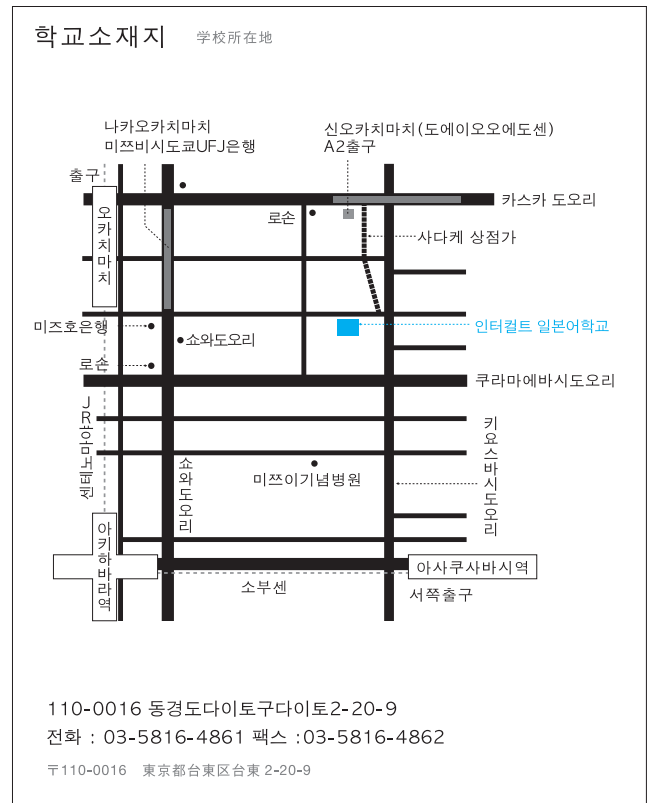 학교소재지 学校所在地
나카오카치마치
미쯔비시도쿄UFJ은행
신오카치마치(도에이오오에도센)
A2출구
출구
오카치마치
카스카 도오리
로손
사다케 상점가
미즈호은행
쇼와도오리
인터컬트 일본어학교
로손
쿠라마에바시도오리
JR야마노테센
쇼와도오리
미쯔이기념병원
키요스바시도오리
아키하바라역
소부센
아사쿠사바시역
서쪽출구
110-0016 동경도다이토구다이토2-20-9
전화 : 03-5816-4861 팩스 :03-5816-4862
〒110-0016 東京都台東区台東 2-20-9